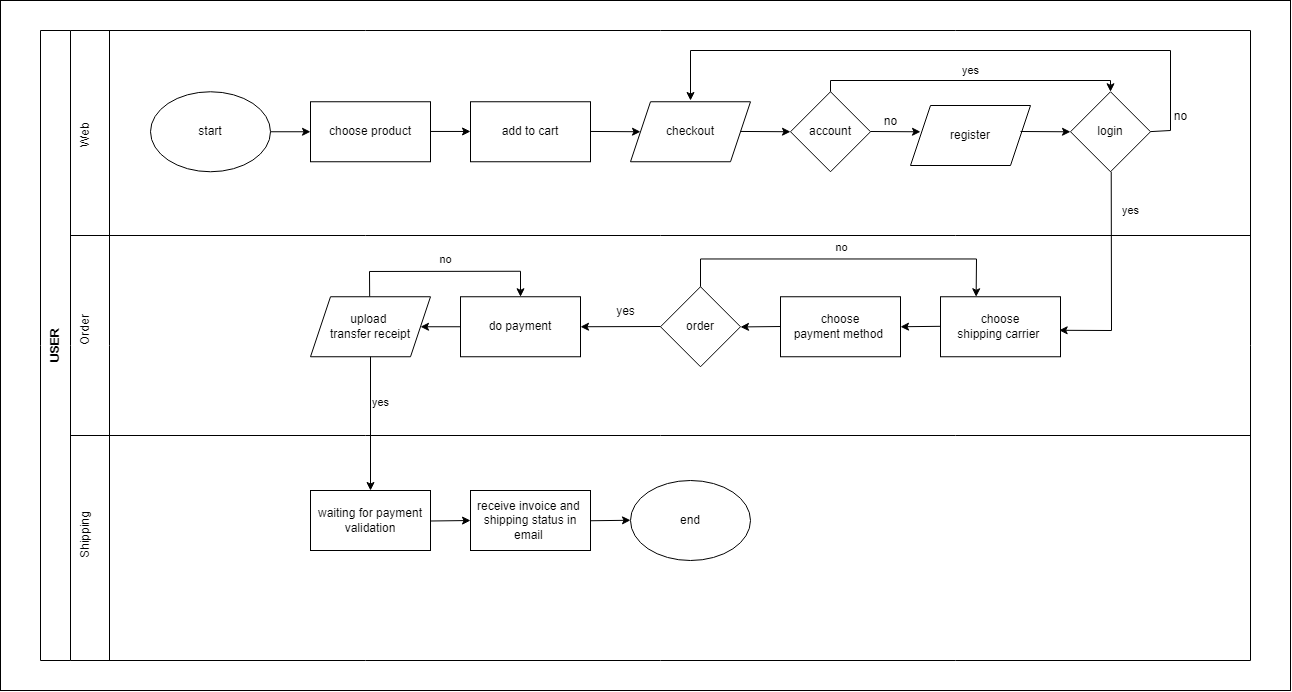 USER
Web
start
choose product
add to cart
checkout
account
yes
no
register
login
no
yes
Order
no
upload
transfer receipt
do payment
yes
order
no
choose
payment method
choose
shipping carrier
yes
Shipping
waiting for payment
validation
receive invoice and
shipping status in
email
end